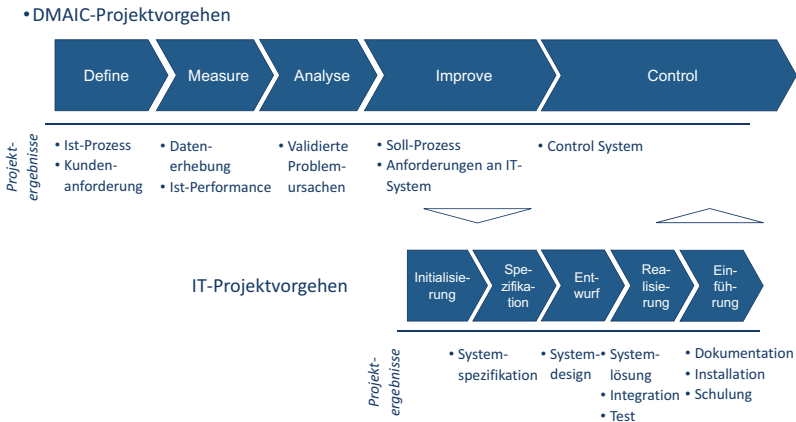 • DMAIC-Projektvorgehen
Define
Measure
Analyse
Improve
Control
Projekt-
ergebnisse
• Ist-Prozess
• Kunden-
anforderung
• Daten-
erhebung
• Ist-Performance
• Validierte
Problem-
ursachen
• Soll-Prozess
• Anforderungen an IT-
System
• Control System
IT-Projektvorgehen
Initialisie-
rung
Spe-
zifika-
tion
Ent-
wurf
Rea-
lisie-
rung
Ein-
füh-
rung
Projekt-
ergebnisse
• System-
spezifikation
• System-
design
• System-
lösung
• Integration
• Test
• Dokumentation
• Installation
• Schulung